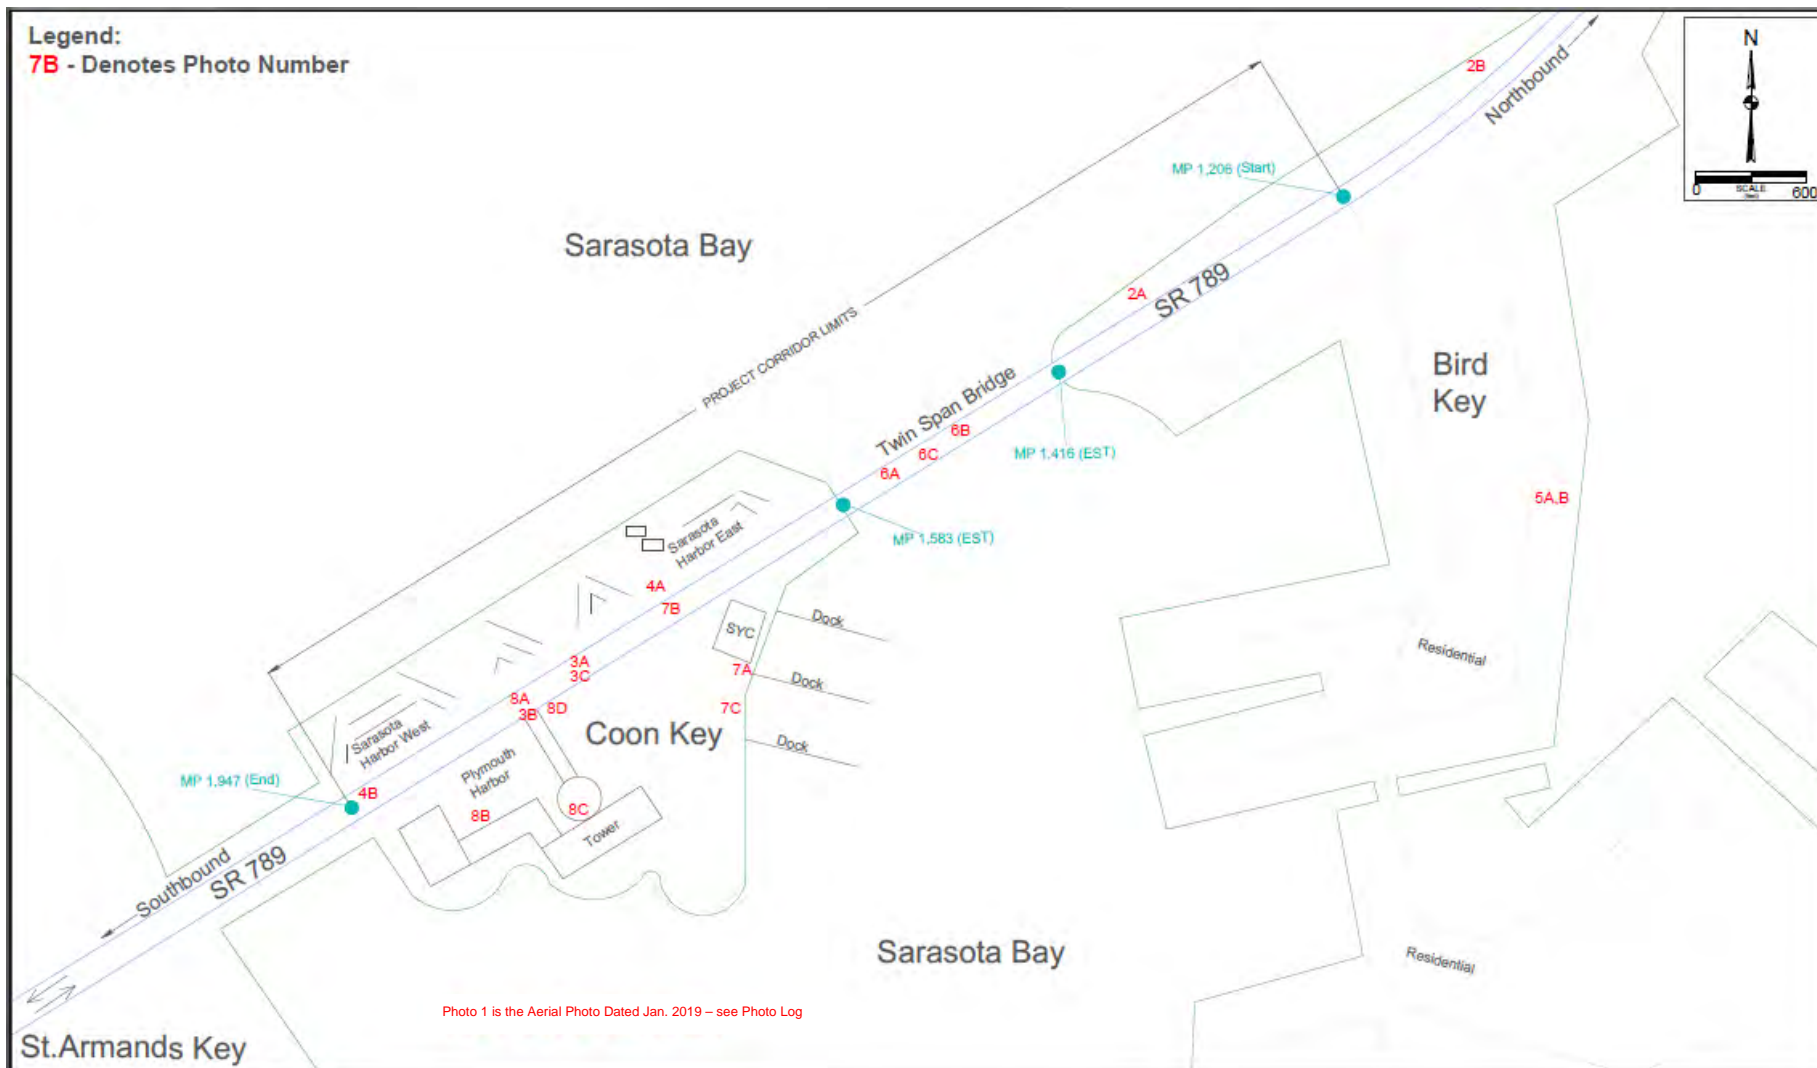 Legend:
7B - Denotes Photo Number
N
0
SCALE
600
2B
Northbound
MP 1.206 (Start)
Sarasota Bay
2A
SR 789
PROJECT CORRIDOR LIMITS
Bird
Key
Twin Span Bridge
6B
6C
6A
MP 1.416 (EST)
5A,B
MP 1.583 (EST)
Sarasota
Harbor East
4A
7B
SYC
Dock
3A
3C
7A
Dock
Residential
8A
3B
8D
7C
Coon Key
Dock
Sarasota
Harbor West
Plymouth
Harbor
MP 1.947 (End)
4B
8B
8C
Tower
Southbound
SR 789
Sarasota Bay
Residential
Photo 1 is the Aerial Photo Dated Jan. 2019 – see Photo Log
St.Armands Key